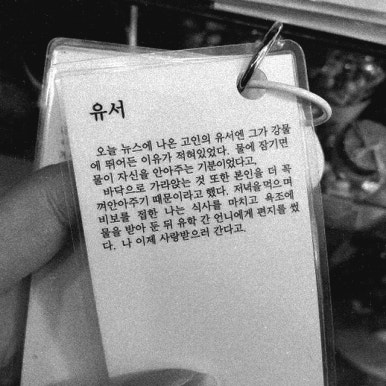 유서
오늘 뉴스에 나온 고인의 유서엔 그가 강물
에 뛰어든 이유가 적혀있었다. 물에 잠기면
물이 자신을 안아주는 기분이었다고,
바닥으로 가라앉는 것 또한 본인을 더 꼭
껴안아주기 때문이라고 했다. 저녁을먹으며
비보를 접한 나는 식사를 마치고 욕조에
물을 받아 둔 뒤 유학 간 언니에게 편지를 썼
다. 나 이제 사랑받으러 간다고.